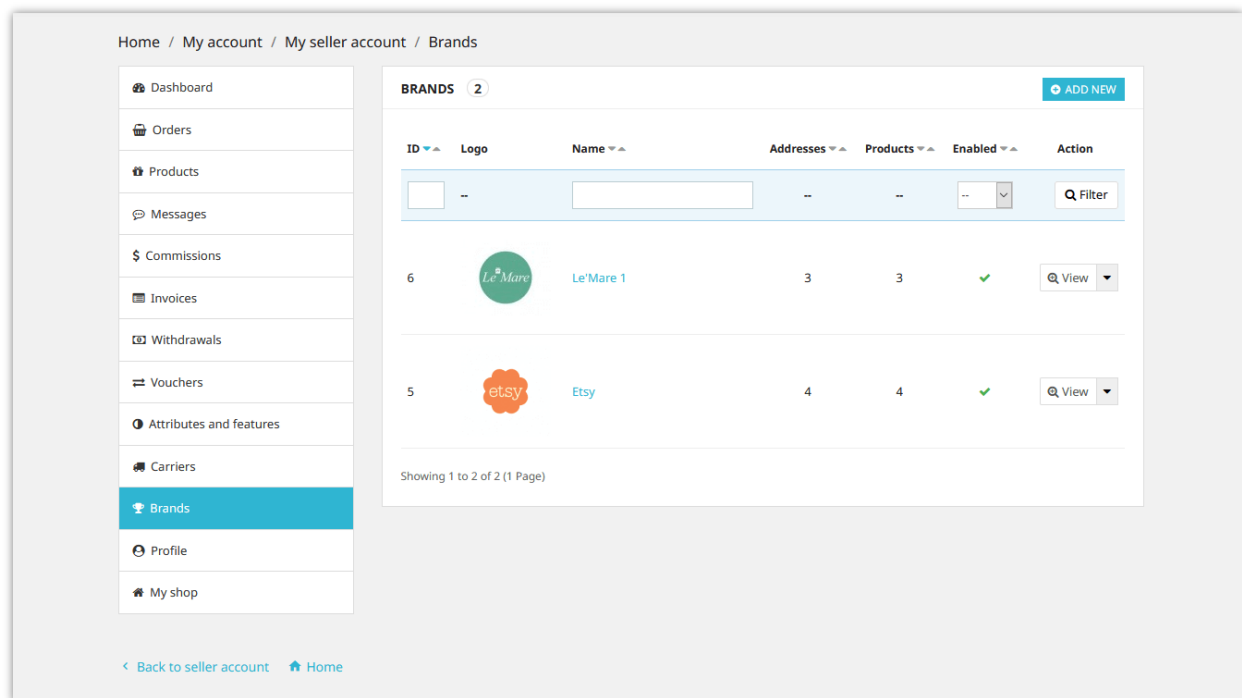 Home / My account / My seller account / Brands
Dashboard
Orders
Products
Messages
$ Commissions
Invoices
Withdrawals
Vouchers
Attributes and features
Carriers
Brands
Profile
My shop
BRANDS 2
ADD NEW
ID Logo Name Addresses Products Enabled Action
-- -- -- -- Filter
6 Le'Mare Le'Mare 1 3 3 View
5 etsy Etsy 4 4 View
Showing 1 to 2 of 2 (1 Page)
Back to seller account Home